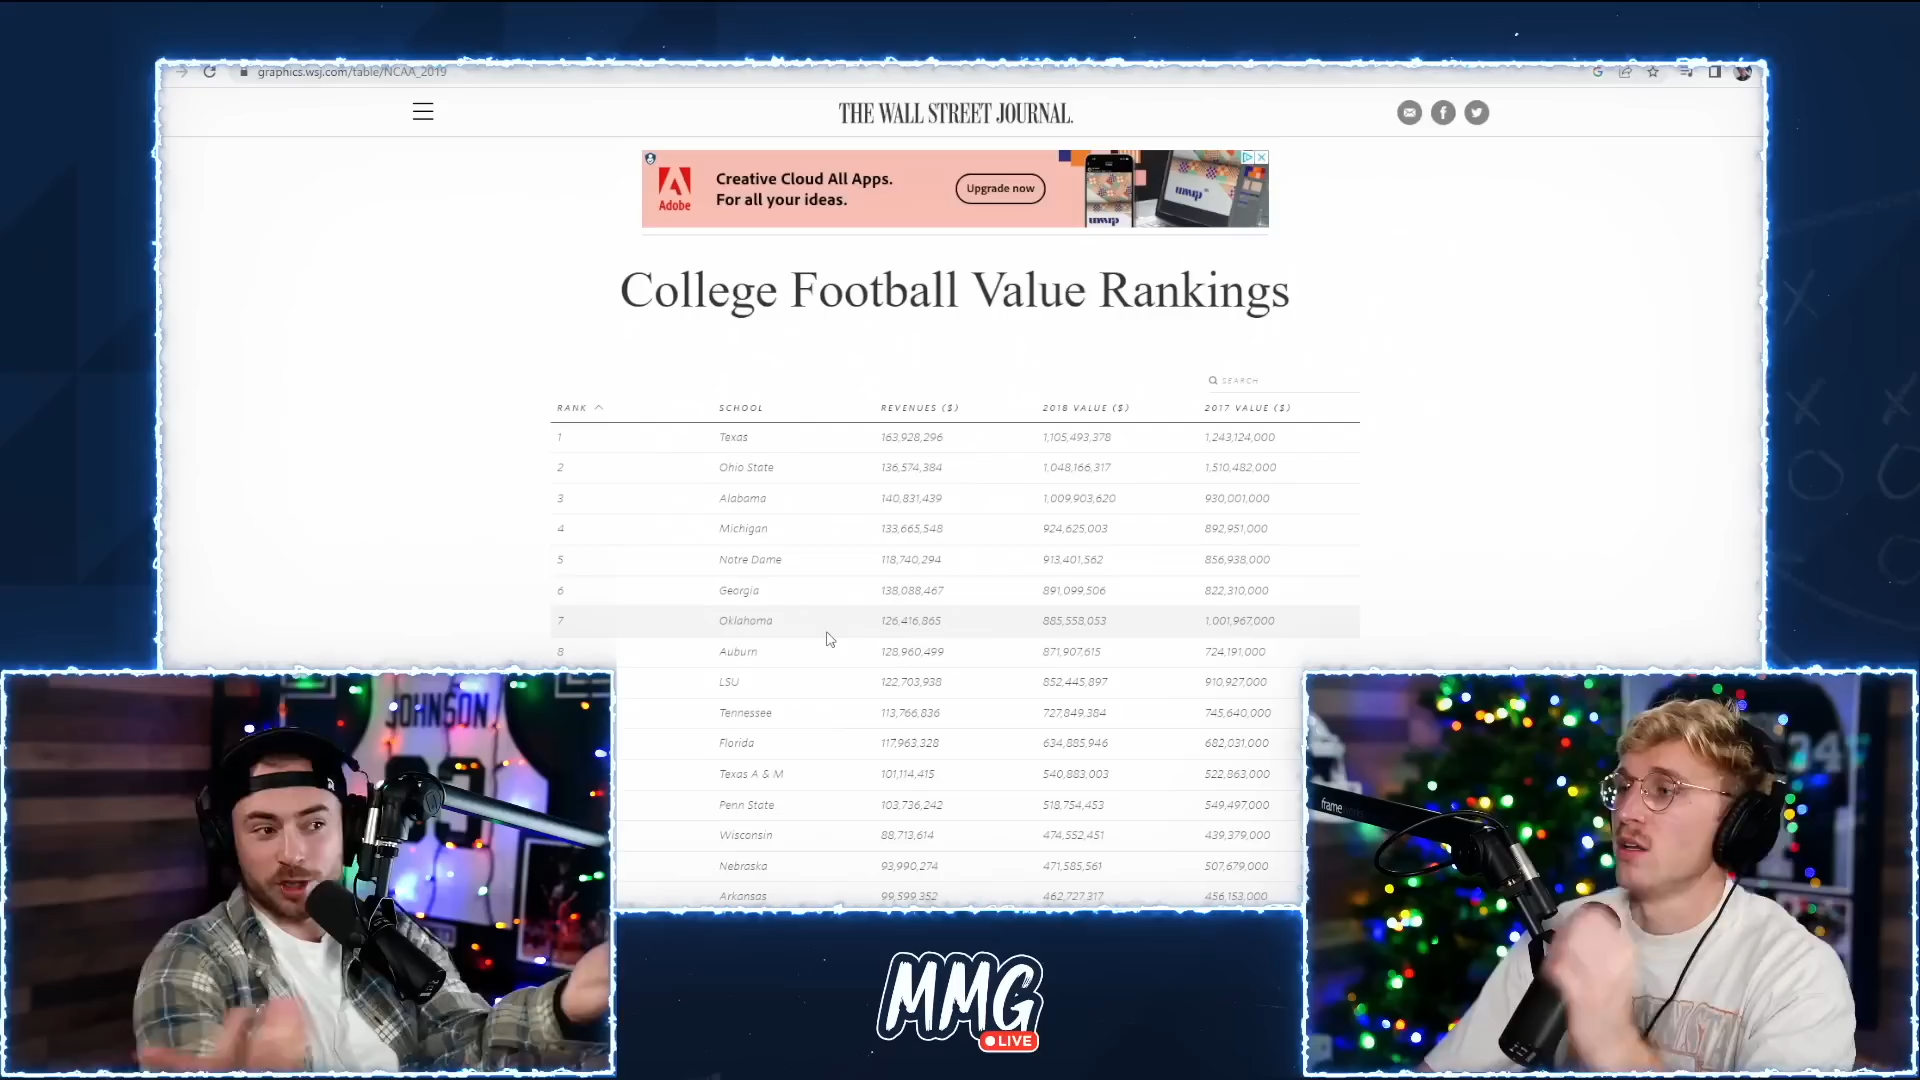 graphics.wsj.com/table/NCAA_2019
THE WALL STREET JOURNAL.
Adobe
Creative Cloud All Apps.
For all your ideas.
Upgrade now
College Football Value Rankings
SEARCH
RANK SCHOOL REVENUES ($) 2018 VALUE ($) 2017 VALUE ($)
1 Texas 163,928,296 1,105,493,378 1,243,124,000
2 Ohio State 136,574,384 1,048,166,317 1,510,482,000
3 Alabama 140,831,439 1,009,903,620 930,001,000
4 Michigan 133,665,548 924,625,003 892,951,000
5 Notre Dame 118,740,294 913,401,562 856,938,000
6 Georgia 138,088,467 891,099,506 822,310,000
7 Oklahoma 126,416,865 885,558,053 1,001,967,000
8 Auburn 128,960,499 871,907,615 724,191,000
LSU 122,703,938 852,445,897 910,927,000
Tennessee 113,766,836 727,849,384 745,640,000
Florida 117,963,328 634,885,946 682,031,000
Texas A & M 101,114,415 540,883,003 522,863,000
Penn State 103,736,242 518,754,453 549,497,000
Wisconsin 88,713,614 474,552,451 439,379,000
Nebraska 93,990,274 471,585,561 507,679,000
Arkansas 99,599,352 462,727,317 456,153,000
JOHNSON
frame
MMG
LIVE